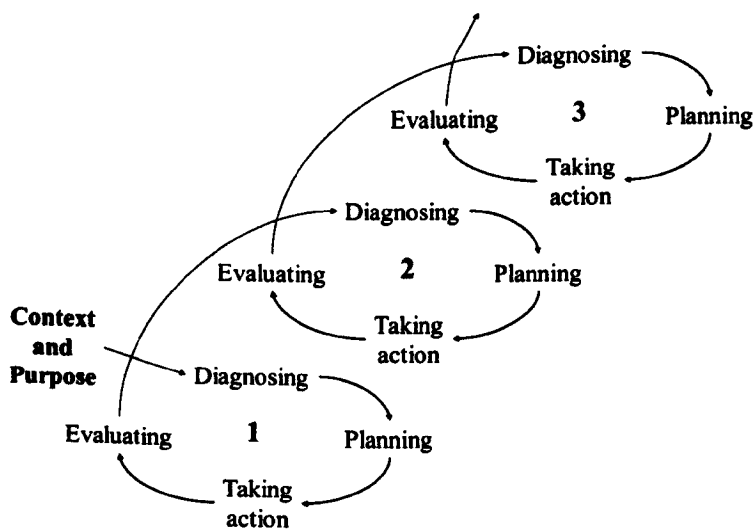 Diagnosing
Evaluating
3
Planning
Taking
action
Diagnosing
Evaluating
2
Planning
Taking
action
Context
and
Purpose
Diagnosing
Evaluating
1
Planning
Taking
action